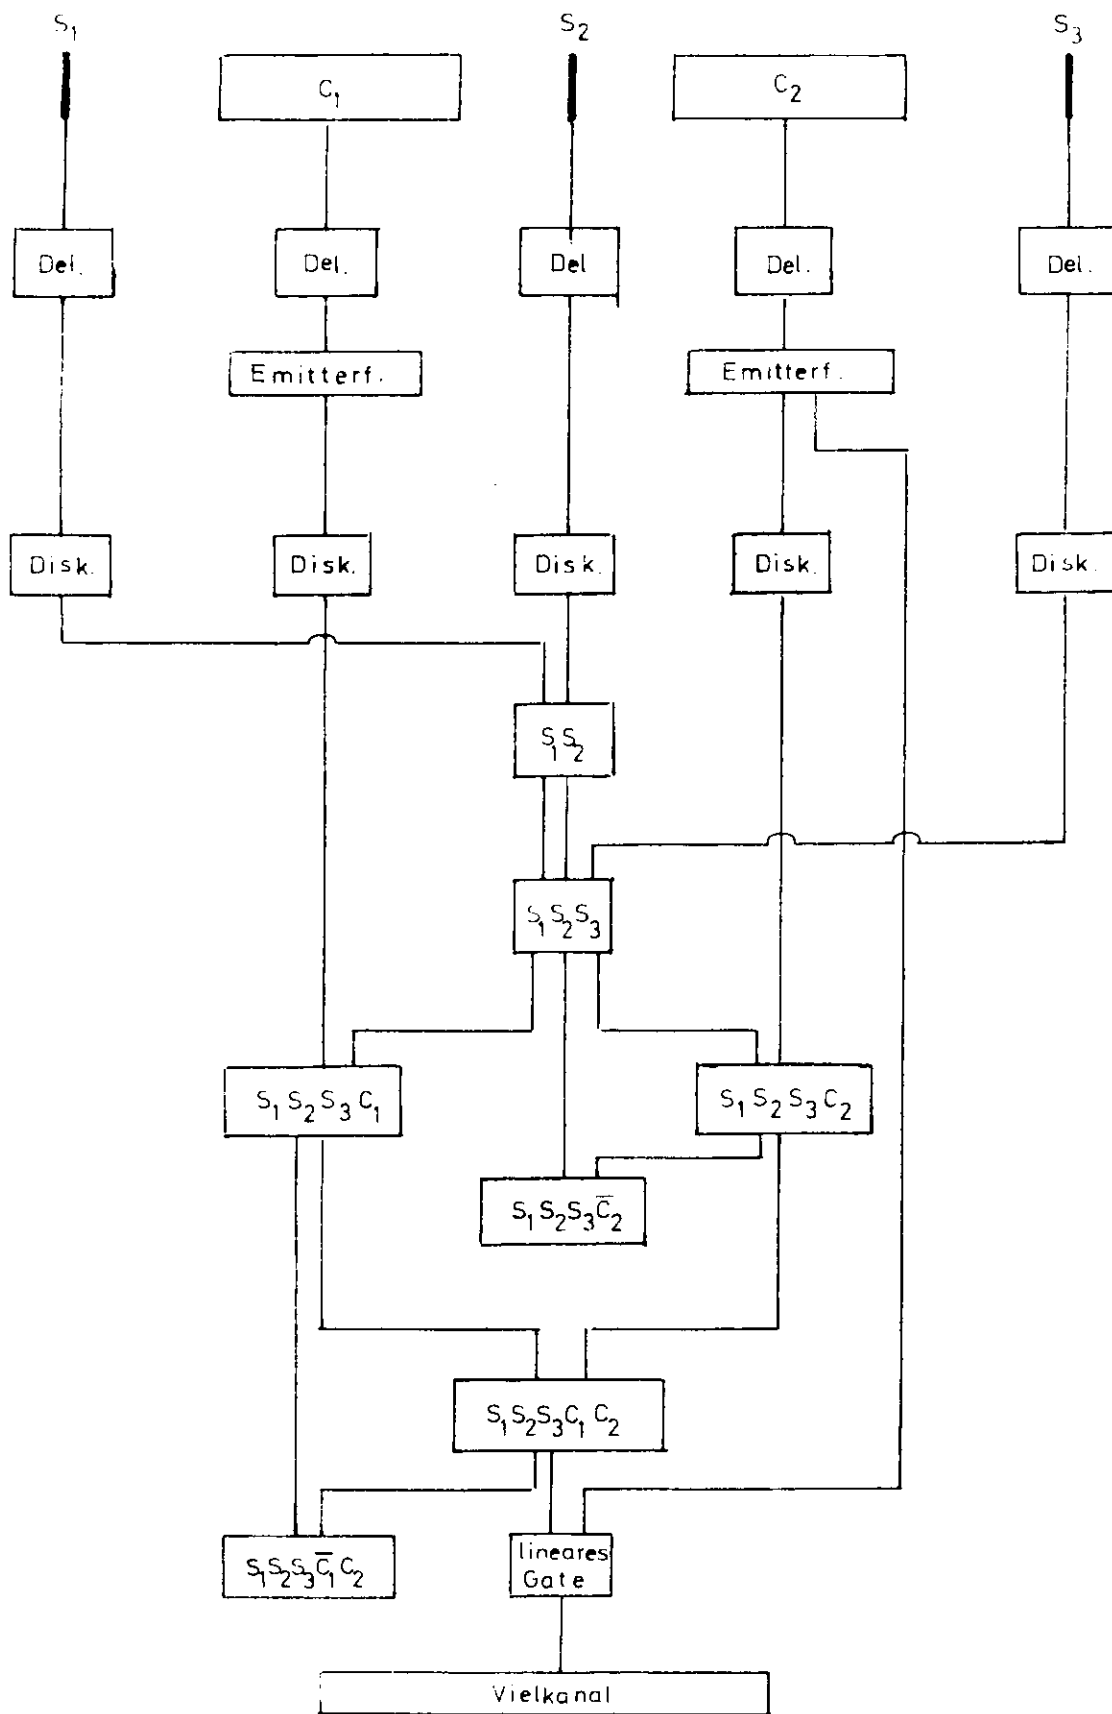 S₁ S₂ S₃
C₁ C₂
Del. Del. Del Del. Del.
Emitterf. Emitterf.
Disk. Disk. Disk. Disk. Disk.
S₁S₂
S₁S₂S₃
S₁S₂S₃C₁ S₁S₂S₃C₂
S₁S₂S₃C̅₂
S₁S₂S₃C₁C₂
S₁S₂S₃C̅₁C₂
lineares
Gate
Vielkanal